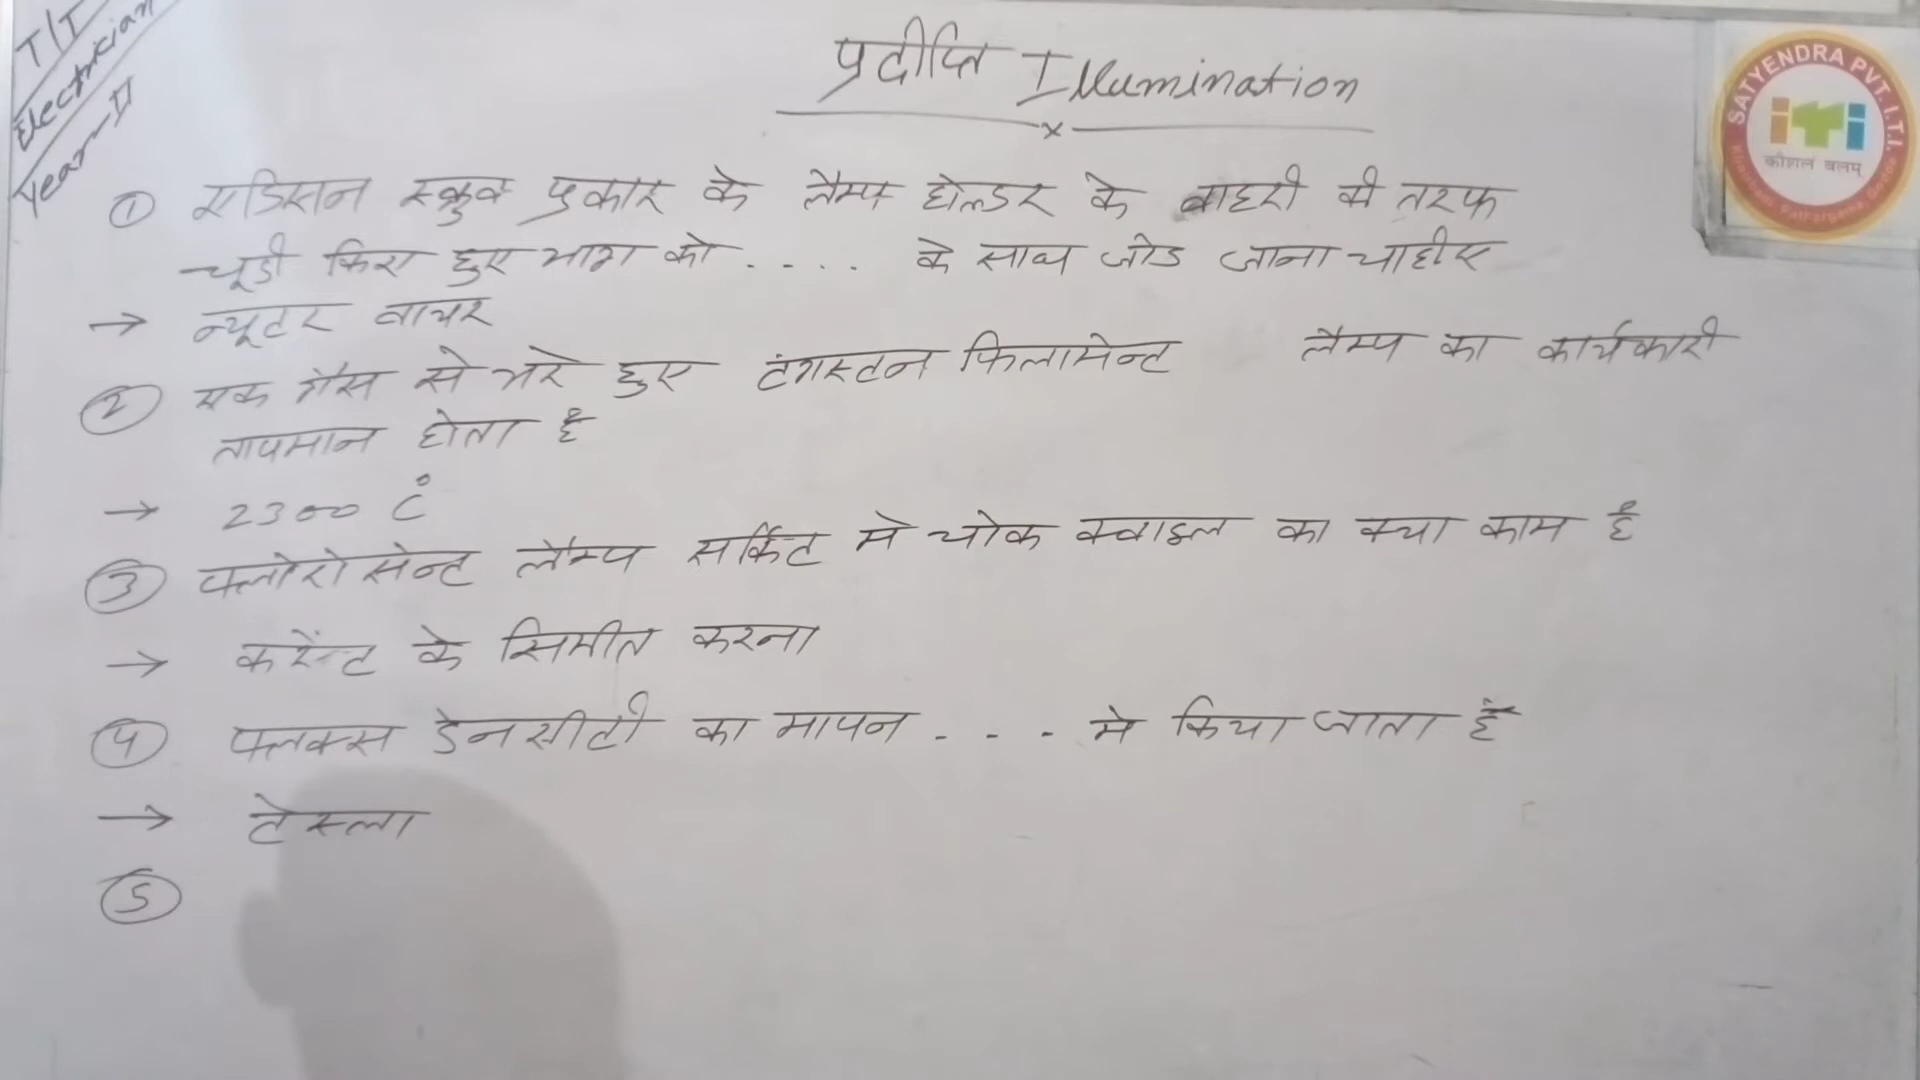 T/T
Electrician
Year-II
प्रदीप्ति Illumination
SATYENDRA PVT. I.T.I.
iTi
कौशल बलम्
① एडिसन स्क्रुव प्रकार के लैम्प होल्डर के बाहरी की तरफ
चूडी किए हुए भाग को .... के साथ जोड जाना चाहीए
→ न्यूटर वायर
② एक गैस से भरे हुए टंगस्टन फिलामेन्ट लैम्प का कार्यकारी
तापमान होता है
→ 2300 C°
③ फ्लोरोसेन्ट लैम्प सर्किट मे चोक क्वाइल का क्या काम है
→ करेंट के सिमीत करना
④ फ्लक्स डेनसीटी का मापन ... मे किया जाता है
→ टेस्ला
⑤